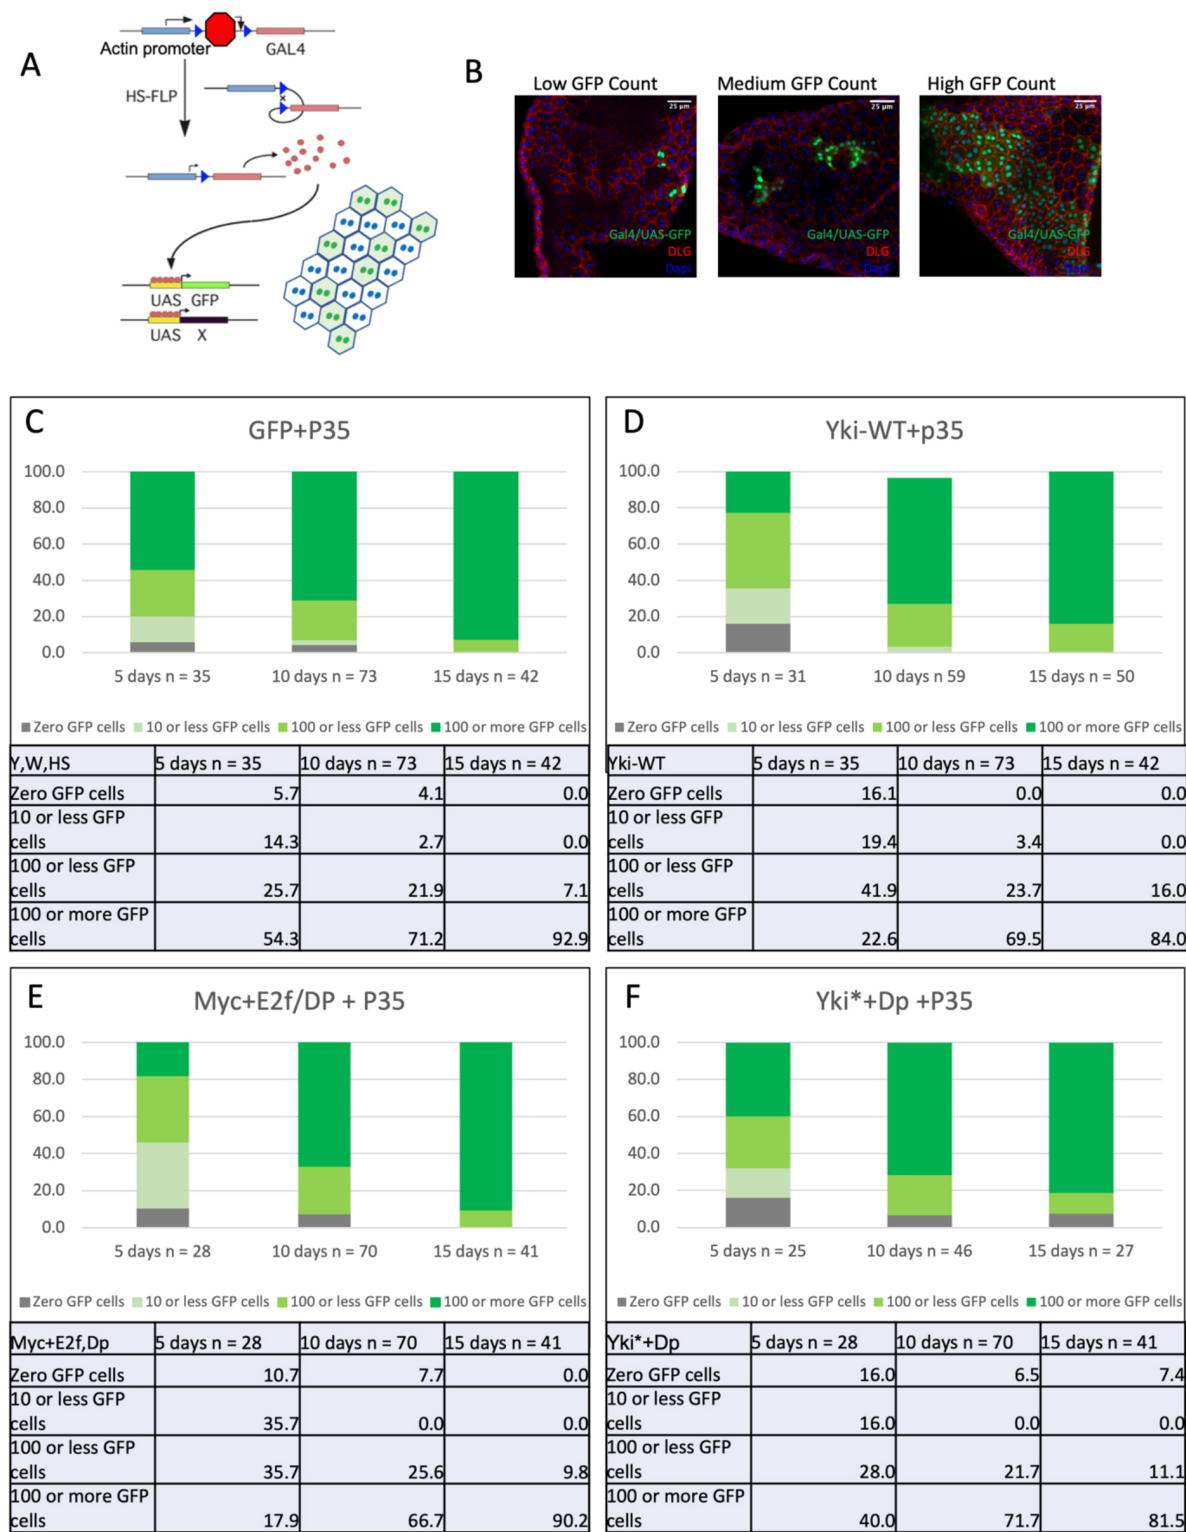 A
Actin promoter
GAL4
HS-FLP
x
UAS GFP
UAS X
B
Low GFP Count
Medium GFP Count
High GFP Count
25 µm
25 µm
25 µm
Gal4/UAS-GFP
DLG
Dapi
Gal4/UAS-GFP
DLG
Dapi
Gal4/UAS-GFP
DLG
Dapi
C
GFP+P35
100.0
80.0
60.0
40.0
20.0
0.0
5 days n = 35 10 days n = 73 15 days n = 42
Zero GFP cells 10 or less GFP cells 100 or less GFP cells 100 or more GFP cells
Y,W,HS 5 days n = 35 10 days n = 73 15 days n = 42
Zero GFP cells 5.7 4.1 0.0
10 or less GFP
cells 14.3 2.7 0.0
100 or less GFP
cells 25.7 21.9 7.1
100 or more GFP
cells 54.3 71.2 92.9
D
Yki-WT+p35
100.0
80.0
60.0
40.0
20.0
0.0
5 days n = 31 10 days n 59 15 days n = 50
Zero GFP cells 10 or less GFP cells 100 or less GFP cells 100 or more GFP cells
Yki-WT 5 days n = 35 10 days n = 73 15 days n = 42
Zero GFP cells 16.1 0.0 0.0
10 or less GFP
cells 19.4 3.4 0.0
100 or less GFP
cells 41.9 23.7 16.0
100 or more GFP
cells 22.6 69.5 84.0
E
Myc+E2f/DP + P35
100.0
80.0
60.0
40.0
20.0
0.0
5 days n = 28 10 days n = 70 15 days n = 41
Zero GFP cells 10 or less GFP cells 100 or less GFP cells 100 or more GFP cells
Myc+E2f,Dp 5 days n = 28 10 days n = 70 15 days n = 41
Zero GFP cells 10.7 7.7 0.0
10 or less GFP
cells 35.7 0.0 0.0
100 or less GFP
cells 35.7 25.6 9.8
100 or more GFP
cells 17.9 66.7 90.2
F
Yki*+Dp +P35
100.0
80.0
60.0
40.0
20.0
0.0
5 days n = 25 10 days n = 46 15 days n = 27
Zero GFP cells 10 or less GFP cells 100 or less GFP cells 100 or more GFP cells
Yki*+Dp 5 days n = 28 10 days n = 70 15 days n = 41
Zero GFP cells 16.0 6.5 7.4
10 or less GFP
cells 16.0 0.0 0.0
100 or less GFP
cells 28.0 21.7 11.1
100 or more GFP
cells 40.0 71.7 81.5